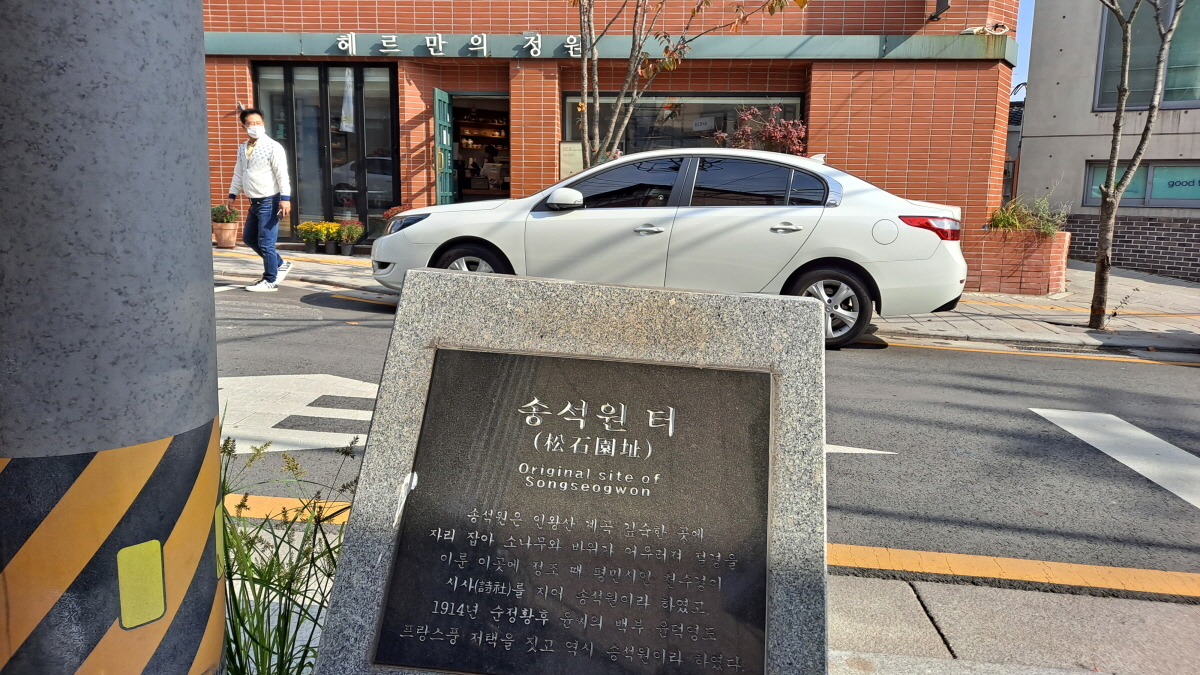 헤르만의정원
good
송석원 터
(松石園址)
Original site of
Songseogwon
송석원은 인왕산 계곡 깊숙한 곳에
자리 잡아 소나무와 바위가 어우러져 절경을
이룬 이곳에 정조 때 평민시인 천수경이
시사(詩社)를 지어 송석원이라 하였고
1914년 순정황후 윤씨의 백부 윤덕영도
프랑스풍 저택을 짓고 역시 송석원이라 하였다.